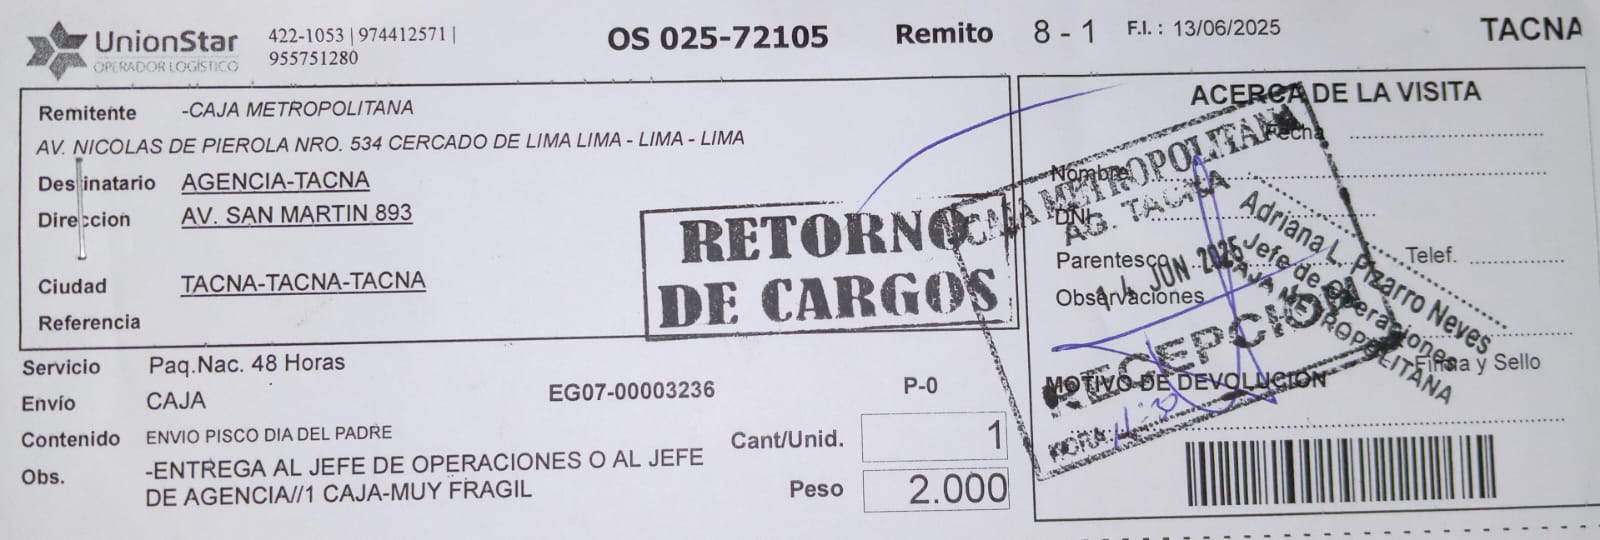 UnionStar
OPERADOR LOGÍSTICO
422-1053 | 974412571 |
955751280
OS 025-72105
Remito 8 - 1 F.I. : 13/06/2025
TACNA
Remitente -CAJA METROPOLITANA
AV. NICOLAS DE PIEROLA NRO. 534 CERCADO DE LIMA LIMA - LIMA - LIMA
Destinatario AGENCIA-TACNA
Direccion AV. SAN MARTIN 893
Ciudad TACNA-TACNA-TACNA
Referencia
RETORNO
DE CARGOS
Servicio Paq.Nac. 48 Horas
Envío CAJA
EG07-00003236
P-0
Contenido ENVIO PISCO DIA DEL PADRE
Obs. -ENTREGA AL JEFE DE OPERACIONES O AL JEFE
DE AGENCIA//1 CAJA-MUY FRAGIL
Cant/Unid. 1
Peso 2.000
ACERCA DE LA VISITA
Fecha
Nombre
DNI
Parentesco
Telef.
Observaciones
Firma y Sello
MOTIVO DE DEVOLUCION
CAJA METROPOLITANA
AG. TACNA
14 JUN 2025
RECEPCION
HORA:
Adriana L. Pizarro Neves
Jefe de Operaciones
CAJA METROPOLITANA